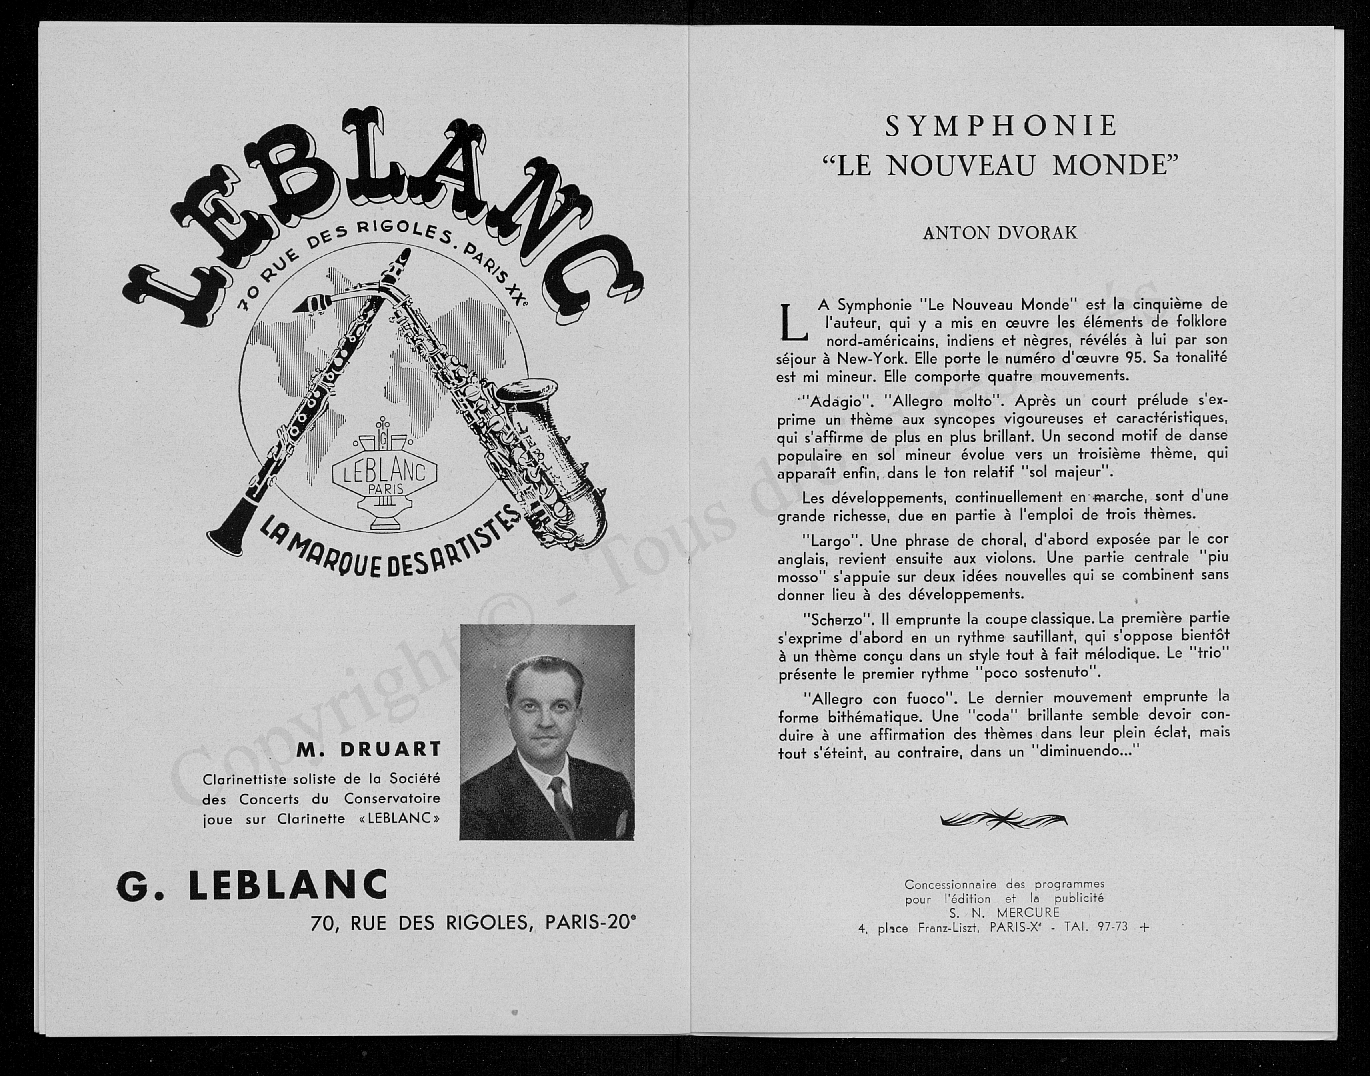 LEBLANC
70 RUE DES RIGOLES. PARIS XXe
LEBLANC
PARIS
LA MARQUE DES ARTISTES
M. DRUART
Clarinettiste soliste de la Société
des Concerts du Conservatoire
joue sur Clarinette «LEBLANC»
G. LEBLANC
70, RUE DES RIGOLES, PARIS-20e
SYMPHONIE
“LE NOUVEAU MONDE”
ANTON DVORAK
LA Symphonie "Le Nouveau Monde" est la cinquième de
l'auteur, qui y a mis en œuvre les éléments de folklore
nord-américains, indiens et nègres, révélés à lui par son
séjour à New-York. Elle porte le numéro d'œuvre 95. Sa tonalité
est mi mineur. Elle comporte quatre mouvements.
"Adagio". "Allegro molto". Après un court prélude s'ex-
prime un thème aux syncopes vigoureuses et caractéristiques,
qui s'affirme de plus en plus brillant. Un second motif de danse
populaire en sol mineur évolue vers un troisième thème, qui
apparaît enfin, dans le ton relatif "sol majeur".
Les développements, continuellement en marche, sont d'une
grande richesse, due en partie à l'emploi de trois thèmes.
"Largo". Une phrase de choral, d'abord exposée par le cor
anglais, revient ensuite aux violons. Une partie centrale "piu
mosso" s'appuie sur deux idées nouvelles qui se combinent sans
donner lieu à des développements.
"Scherzo". Il emprunte la coupe classique. La première partie
s'exprime d'abord en un rythme sautillant, qui s'oppose bientôt
à un thème conçu dans un style tout à fait mélodique. Le "trio"
présente le premier rythme "poco sostenuto".
"Allegro con fuoco". Le dernier mouvement emprunte la
forme bithématique. Une "coda" brillante semble devoir con-
duire à une affirmation des thèmes dans leur plein éclat, mais
tout s'éteint, au contraire, dans un "diminuendo..."
Concessionnaire des programmes
pour l'édition et la publicité
S. N. MERCURE
4, place Franz-Liszt, PARIS-Xe - TAI. 97-73 +
Copyright © - Tous droits réservés